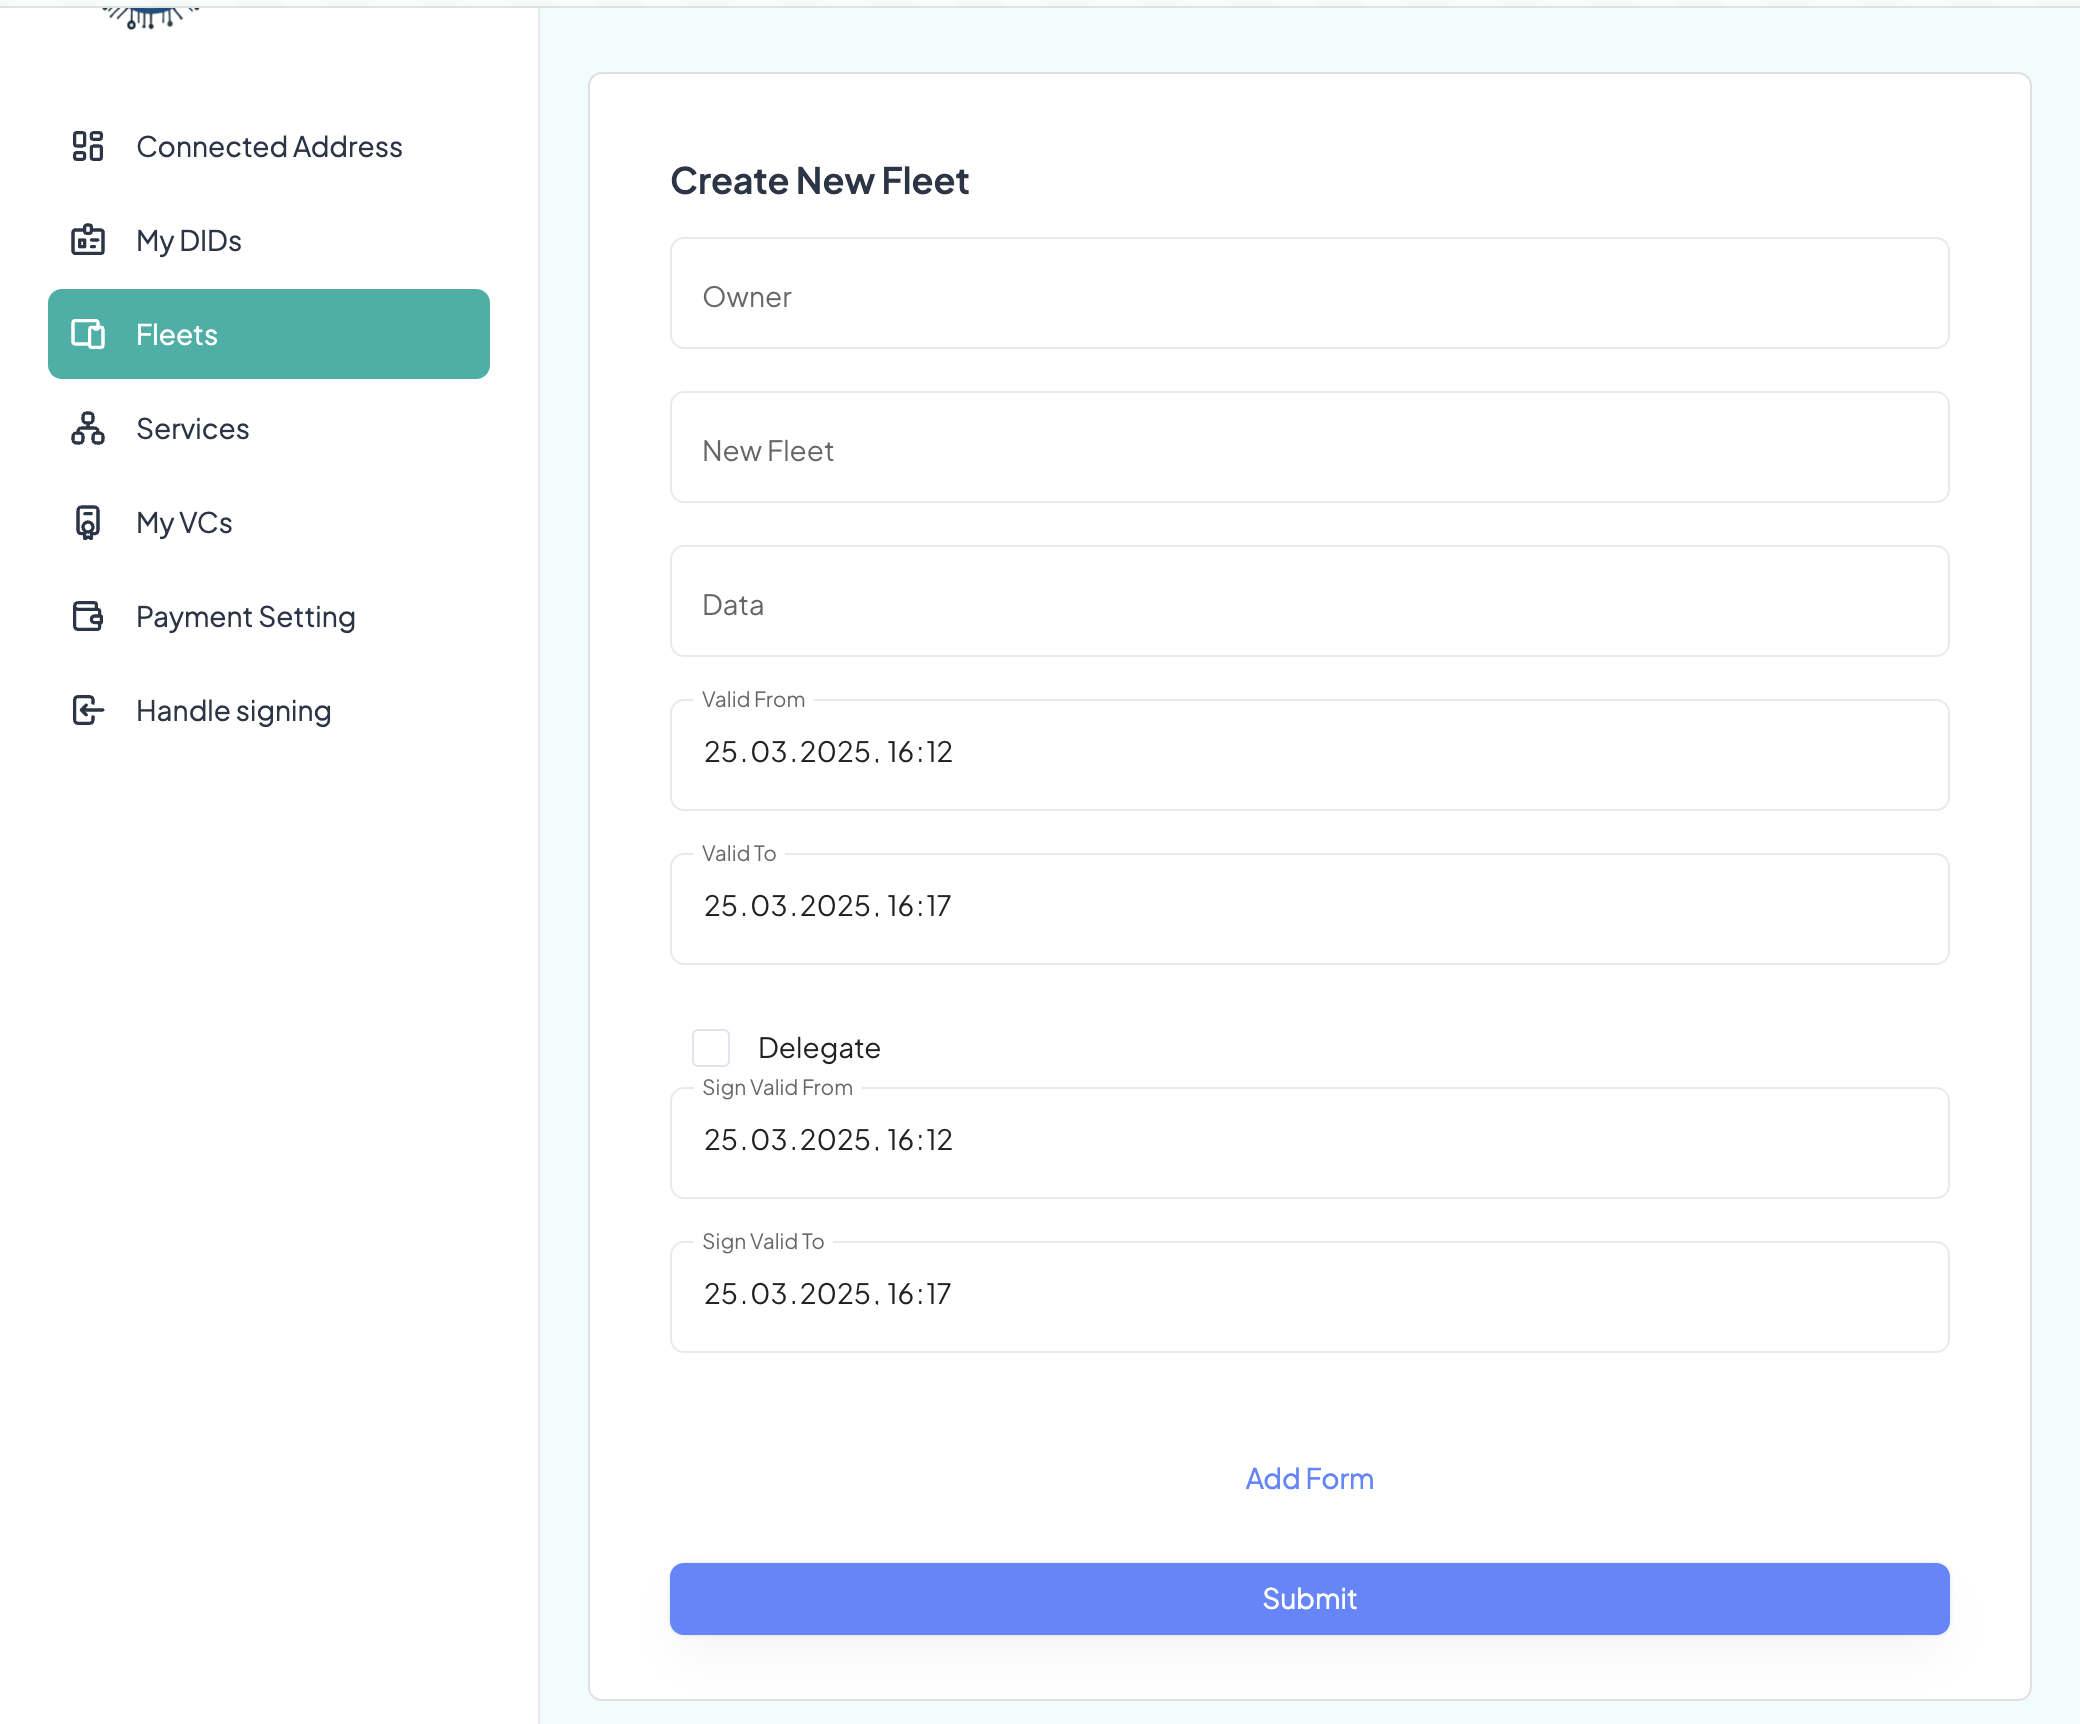 Connected Address
My DIDs
Fleets
Services
My VCs
Payment Setting
Handle signing
Create New Fleet
Owner
New Fleet
Data
Valid From
25.03.2025, 16:12
Valid To
25.03.2025, 16:17
Delegate
Sign Valid From
25.03.2025, 16:12
Sign Valid To
25.03.2025, 16:17
Add Form
Submit